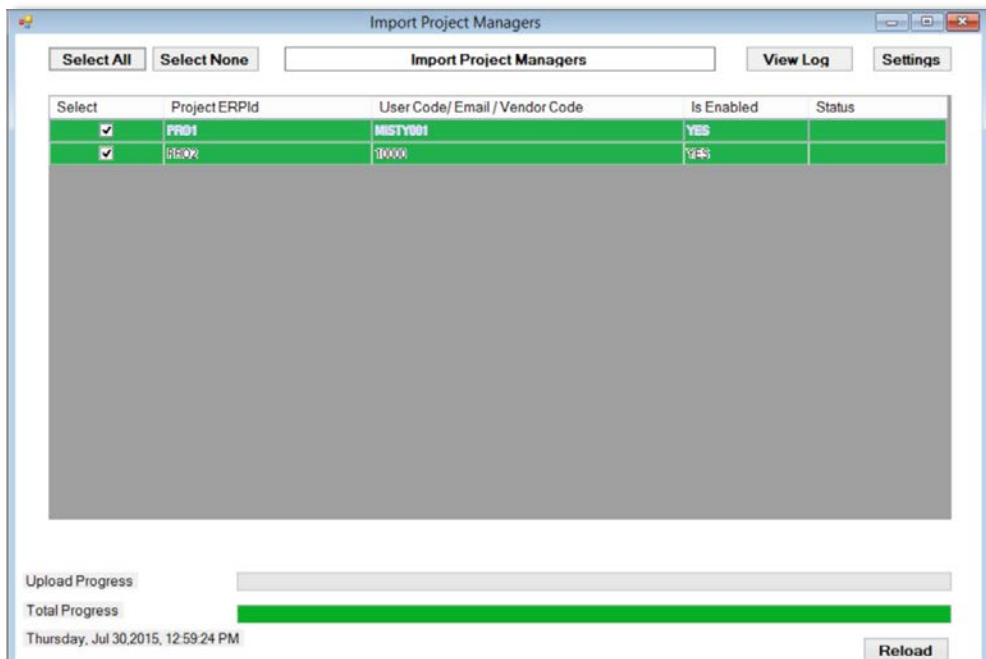 Import Project Managers
Select All Select None Import Project Managers View Log Settings
Select Project ERPId User Code/ Email / Vendor Code Is Enabled Status
PR01 MISTY001 YES
PR02 10000 YES
Upload Progress
Total Progress
Thursday, Jul 30,2015, 12:59:24 PM
Reload